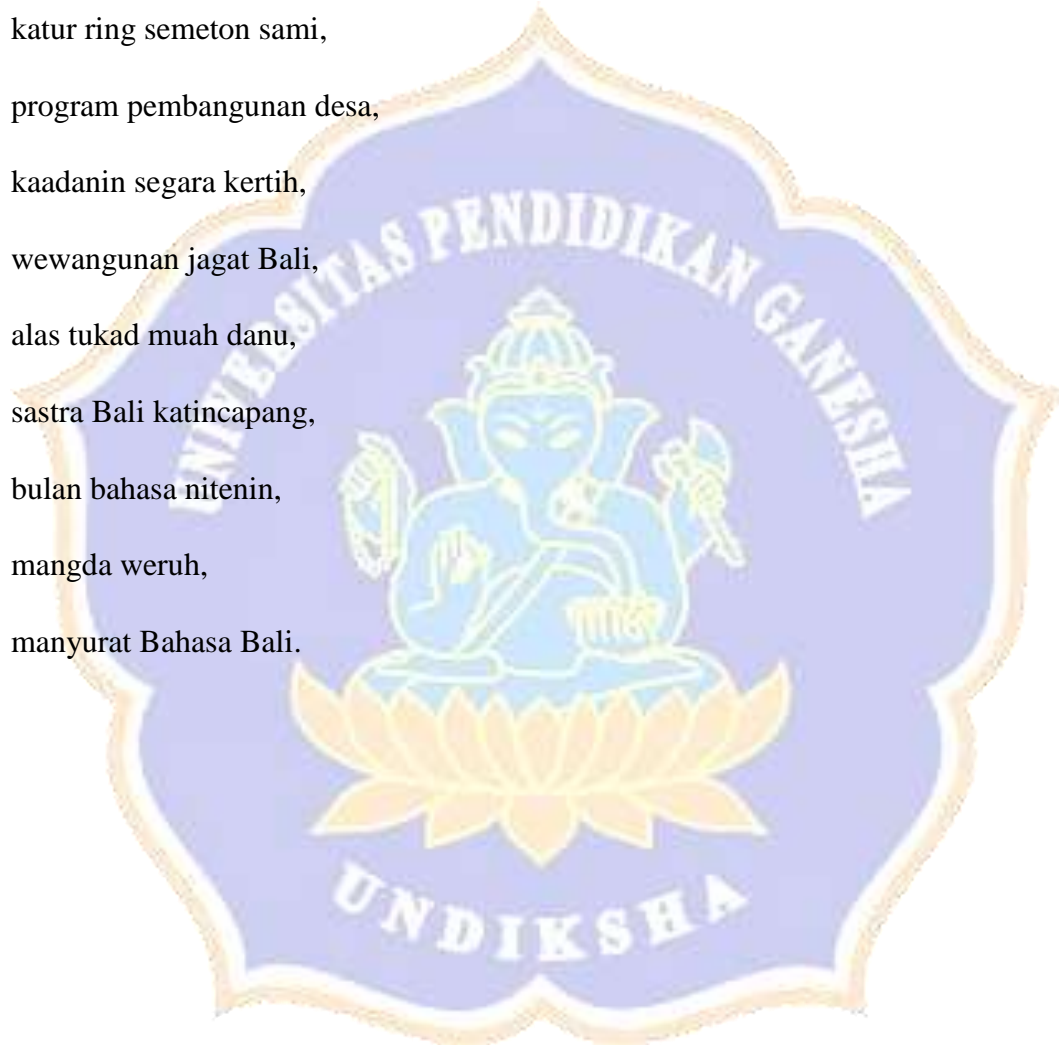 katur ring semeton sami,
program pembangunan desa,
kaadanin segara kertih,
wewangunan jagat Bali,
alas tukad muah danu,
sastra Bali katincapang,
bulan bahasa nitenin,
mangda weruh,
manyurat Bahasa Bali.
UNIVERSITAS PENDIDIKAN GANESHA
UNDIKSHA